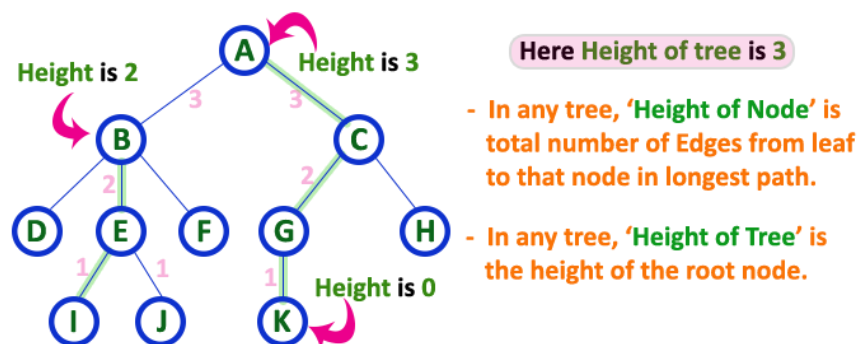 A
Height is 3
Here Height of tree is 3
Height is 2
3 3
- In any tree, ‘Height of Node’ is
total number of Edges from leaf
to that node in longest path.
B C
2 2
D E F G H
- In any tree, ‘Height of Tree’ is
the height of the root node.
1 1 1
Height is 0
I J K